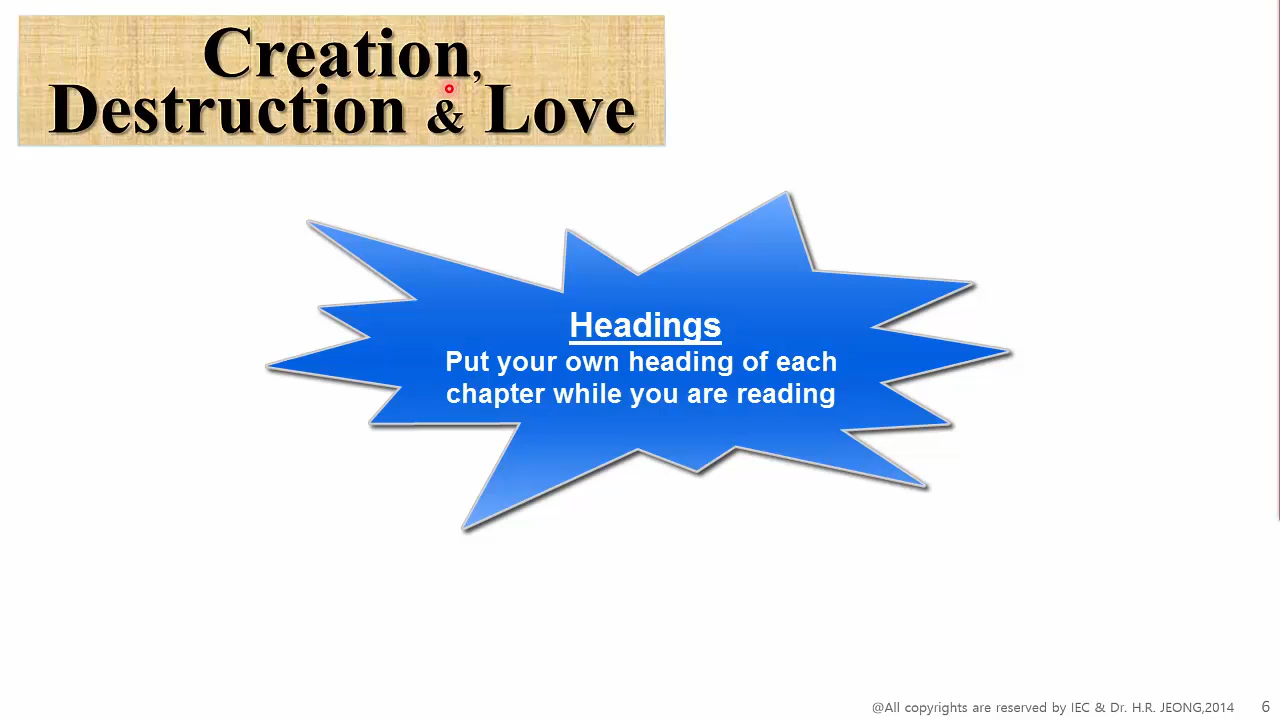 Creation,
Destruction & Love
Headings
Put your own heading of each
chapter while you are reading
@All copyrights are reserved by IEC & Dr. H.R. JEONG,2014
6